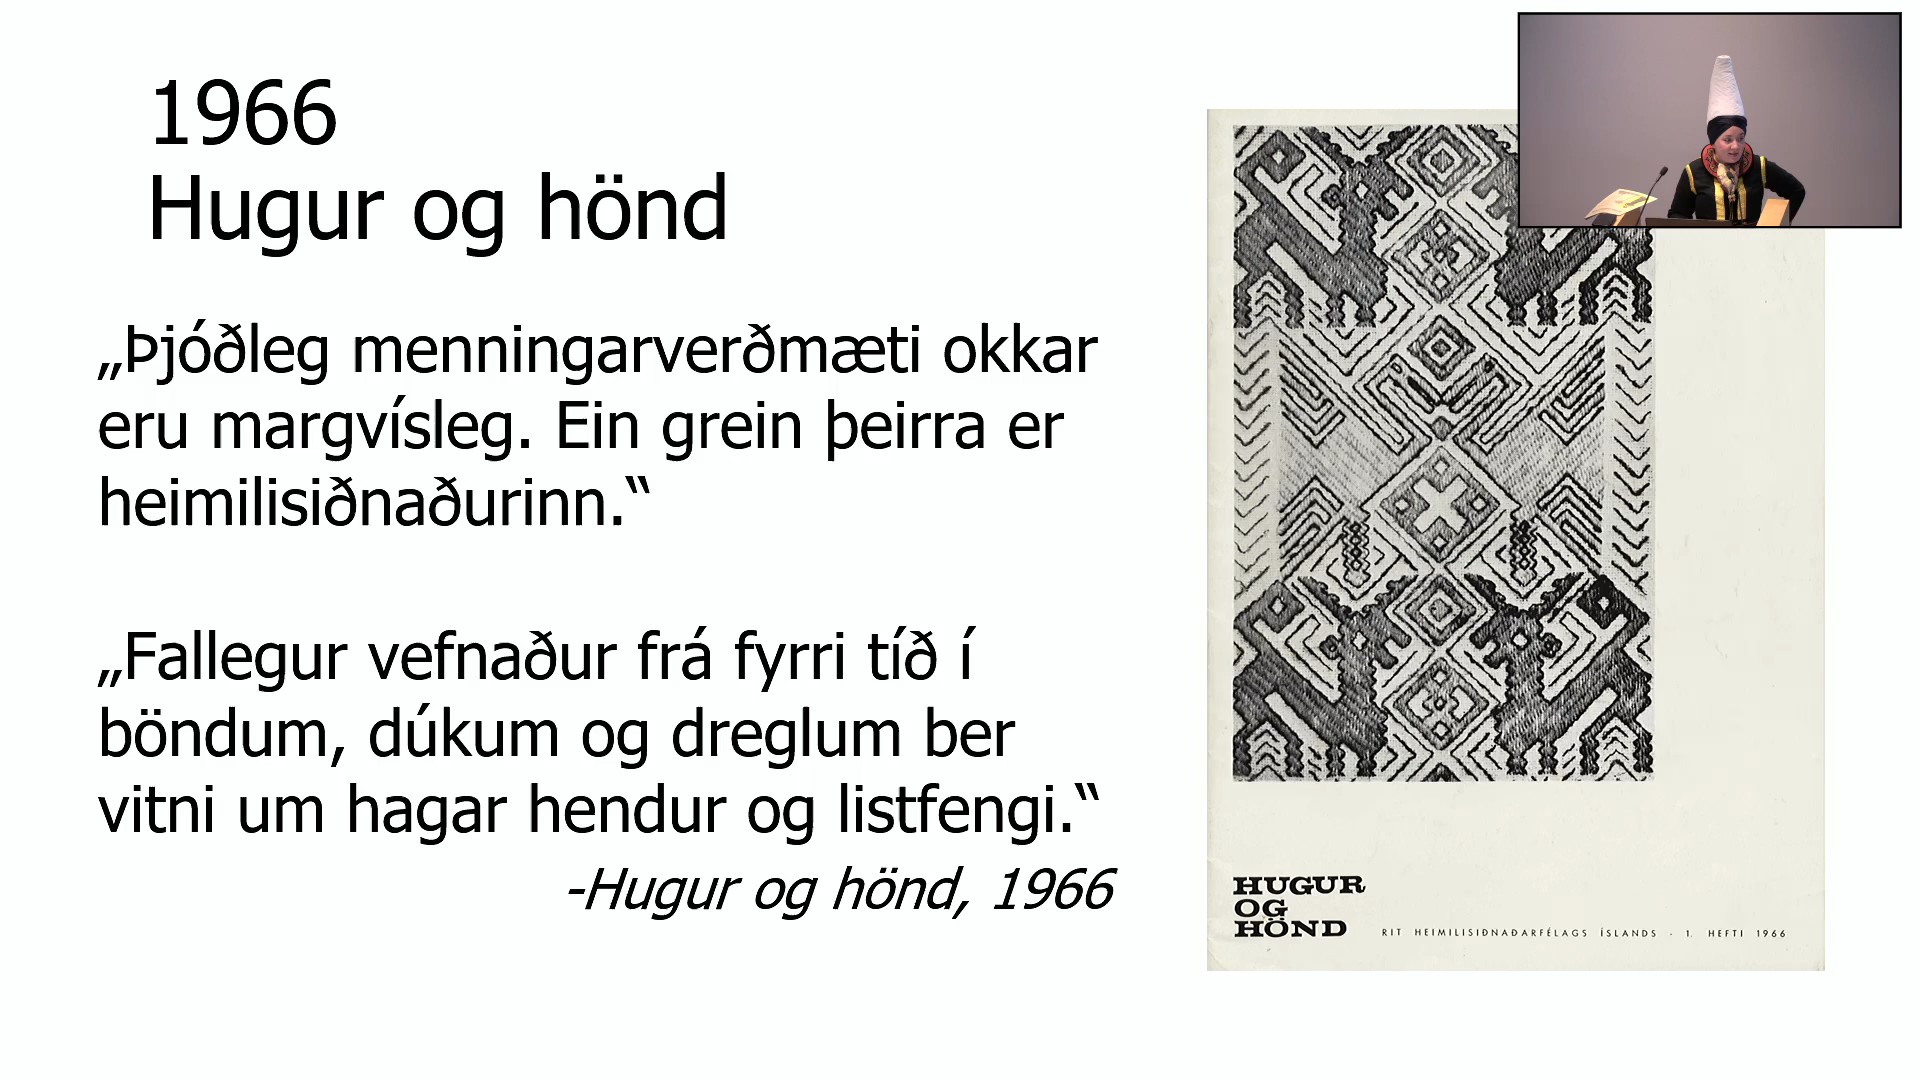 1966
Hugur og hönd
„Þjóðleg menningarverðmæti okkar
eru margvísleg. Ein grein þeirra er
heimilisiðnaðurinn.“
„Fallegur vefnaður frá fyrri tíð í
böndum, dúkum og dreglum ber
vitni um hagar hendur og listfengi.“
-Hugur og hönd, 1966
HUGUR
OG
HÖND
RIT HEIMILISIÐNAÐARFÉLAGS ÍSLANDS - 1. HEFTI 1966